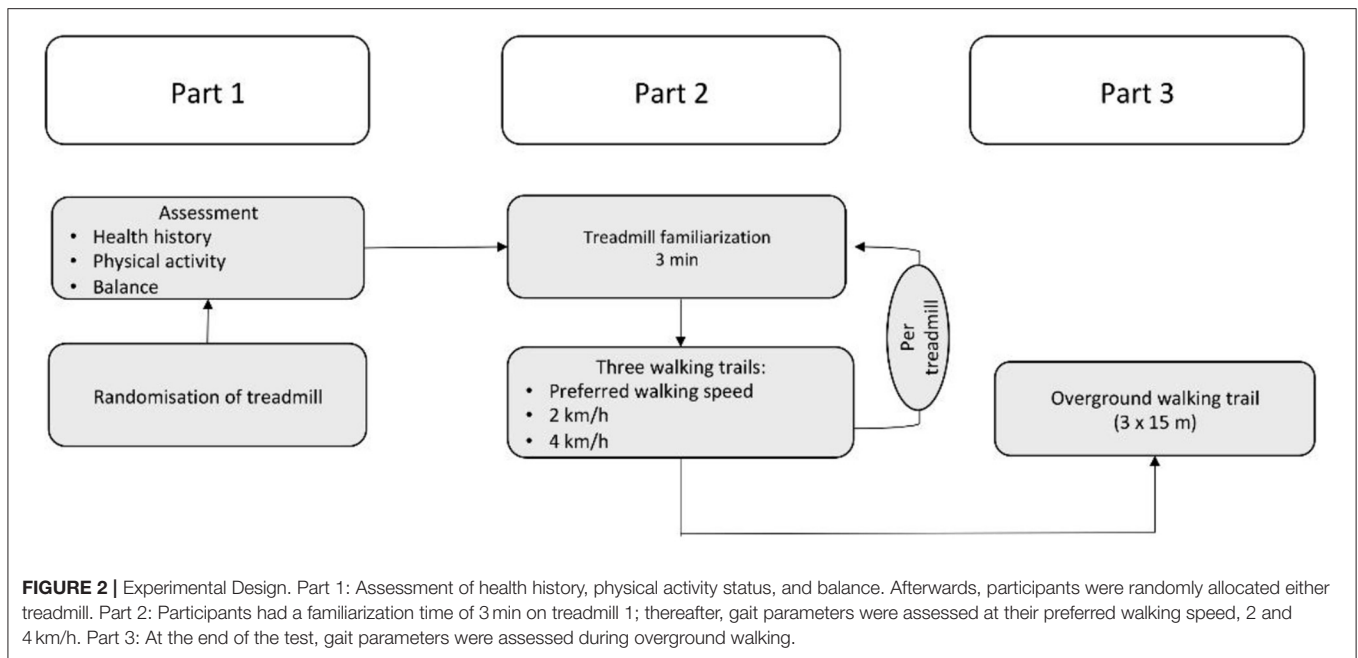 Part 1
Part 2
Part 3
Assessment
• Health history
• Physical activity
• Balance
Randomisation of treadmill
Treadmill familiarization
3 min
Three walking trails:
• Preferred walking speed
• 2 km/h
• 4 km/h
Per
treadmill
Overground walking trail
(3 x 15 m)
FIGURE 2 | Experimental Design. Part 1: Assessment of health history, physical activity status, and balance. Afterwards, participants were randomly allocated either
treadmill. Part 2: Participants had a familiarization time of 3 min on treadmill 1; thereafter, gait parameters were assessed at their preferred walking speed, 2 and
4 km/h. Part 3: At the end of the test, gait parameters were assessed during overground walking.